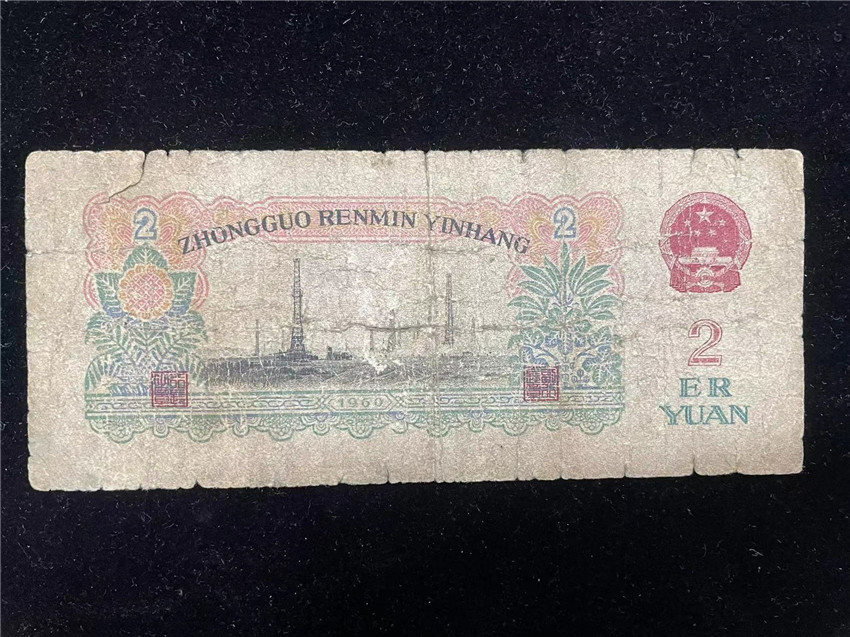 2
ZHONGGUO RENMIN YINHANG
2
1960
2
ER
YUAN